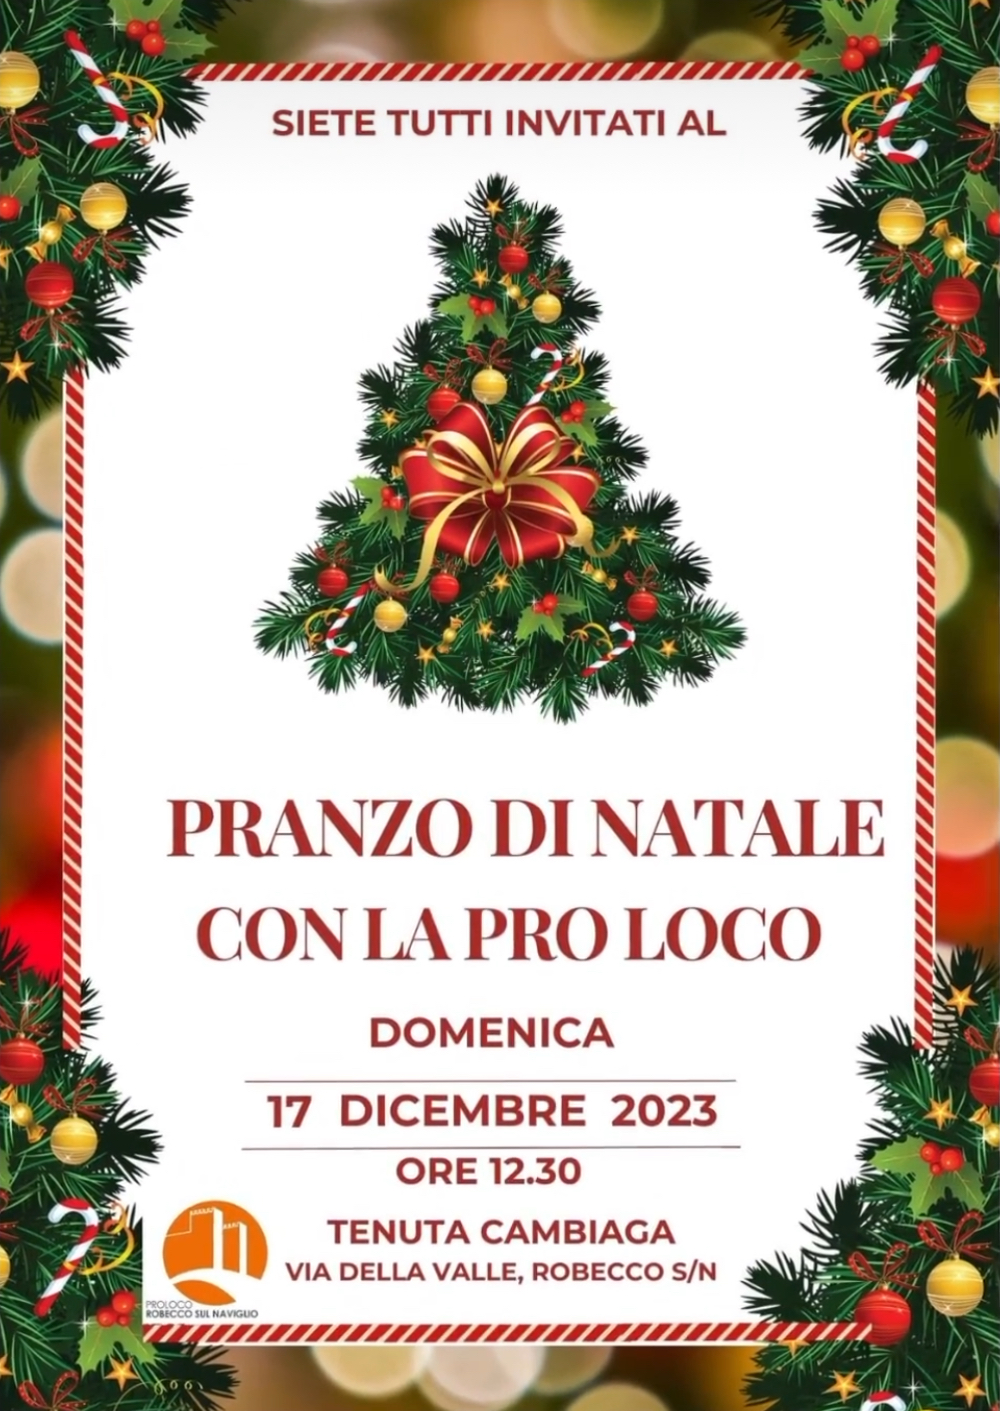 SIETE TUTTI INVITATI AL
PRANZO DI NATALE
CON LA PRO LOCO
DOMENICA
17 DICEMBRE 2023
ORE 12.30
TENUTA CAMBIAGA
VIA DELLA VALLE, ROBECCO S/N
PROLOCO
ROBECCO SUL NAVIGLIO